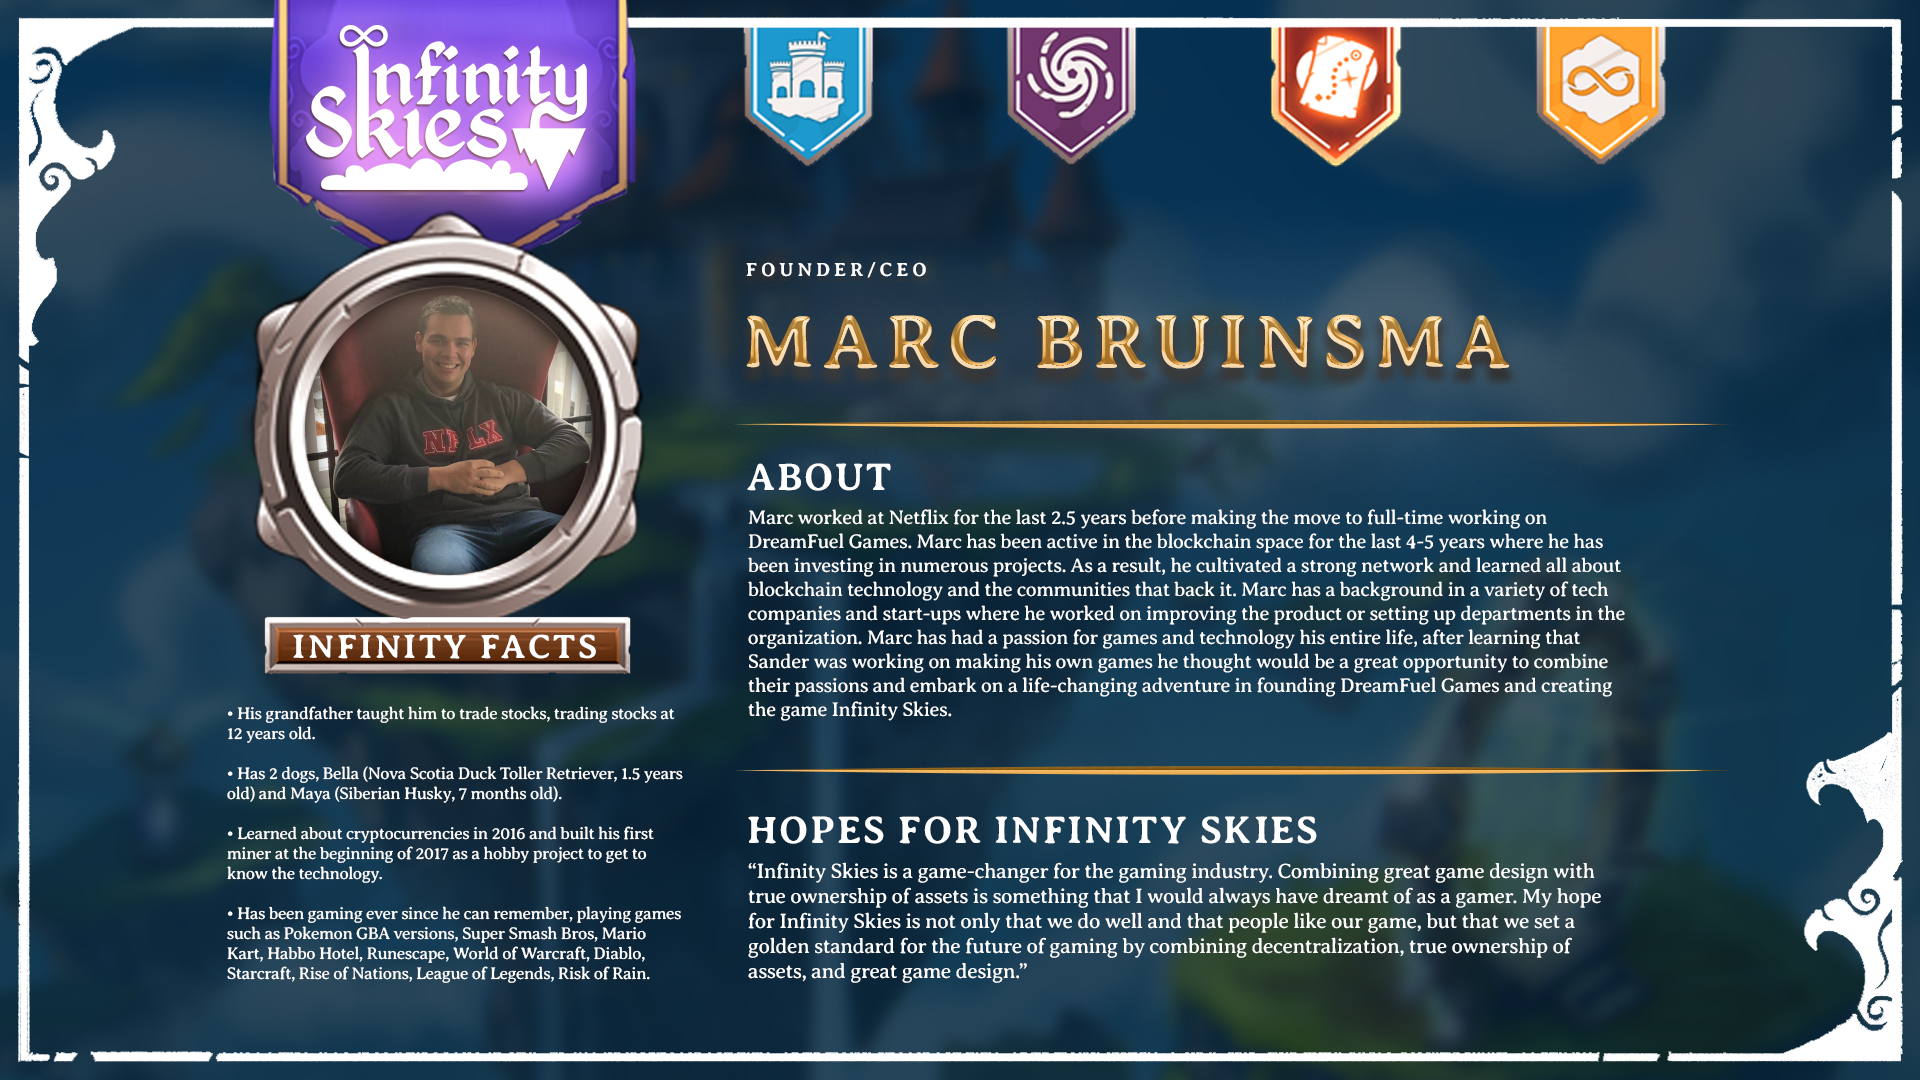 Infinity
Skies
FOUNDER/CEO
MARC BRUINSMA
ABOUT
Marc worked at Netflix for the last 2.5 years before making the move to full-time working on
DreamFuel Games. Marc has been active in the blockchain space for the last 4-5 years where he has
been investing in numerous projects. As a result, he cultivated a strong network and learned all about
blockchain technology and the communities that back it. Marc has a background in a variety of tech
companies and start-ups where he worked on improving the product or setting up departments in the
organization. Marc has had a passion for games and technology his entire life, after learning that
Sander was working on making his own games he thought would be a great opportunity to combine
their passions and embark on a life-changing adventure in founding DreamFuel Games and creating
the game Infinity Skies.
HOPES FOR INFINITY SKIES
“Infinity Skies is a game-changer for the gaming industry. Combining great game design with
true ownership of assets is something that I would always have dreamt of as a gamer. My hope
for Infinity Skies is not only that we do well and that people like our game, but that we set a
golden standard for the future of gaming by combining decentralization, true ownership of
assets, and great game design.”
INFINITY FACTS
• His grandfather taught him to trade stocks, trading stocks at
12 years old.
• Has 2 dogs, Bella (Nova Scotia Duck Toller Retriever, 1.5 years
old) and Maya (Siberian Husky, 7 months old).
• Learned about cryptocurrencies in 2016 and built his first
miner at the beginning of 2017 as a hobby project to get to
know the technology.
• Has been gaming ever since he can remember, playing games
such as Pokemon GBA versions, Super Smash Bros, Mario
Kart, Habbo Hotel, Runescape, World of Warcraft, Diablo,
Starcraft, Rise of Nations, League of Legends, Risk of Rain.